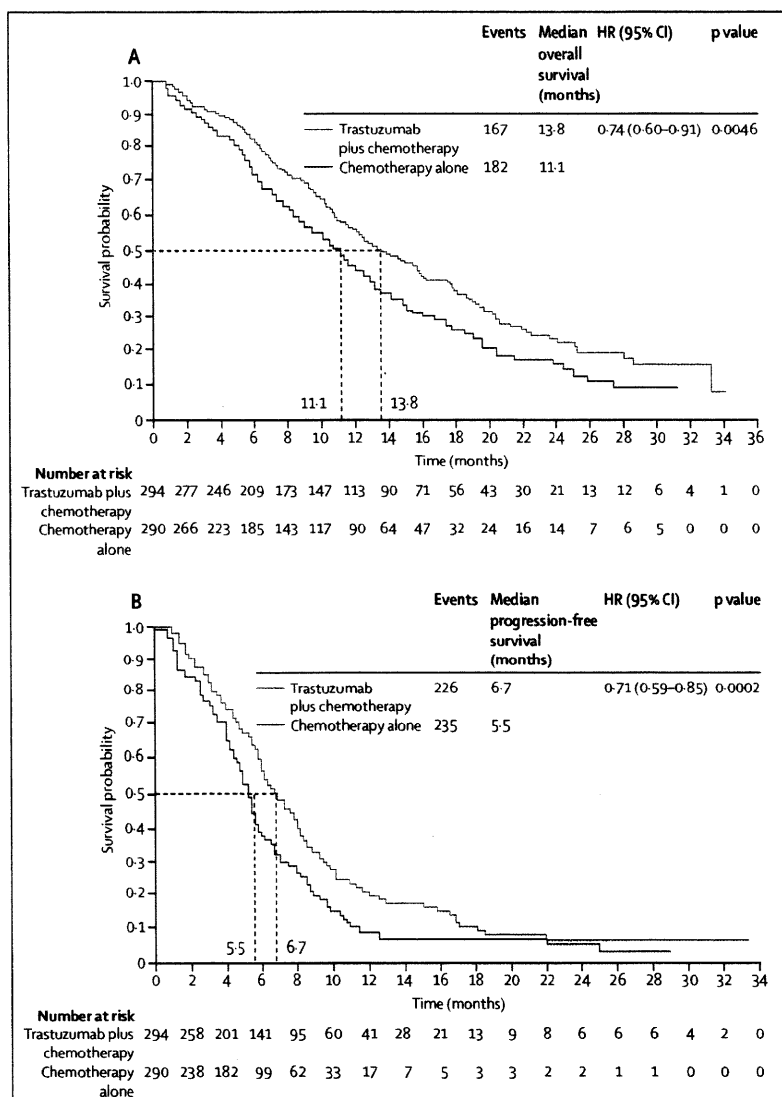 A
Events Median overall survival (months) HR (95% CI) p value
Trastuzumab plus chemotherapy 167 13·8 0·74 (0·60–0·91) 0·0046
Chemotherapy alone 182 11·1
Survival probability
1·0
0·9
0·8
0·7
0·6
0·5
0·4
0·3
0·2
0·1
0
11·1 13·8
0 2 4 6 8 10 12 14 16 18 20 22 24 26 28 30 32 34 36
Time (months)
Number at risk
Trastuzumab plus chemotherapy 294 277 246 209 173 147 113 90 71 56 43 30 21 13 12 6 4 1 0
Chemotherapy alone 290 266 223 185 143 117 90 64 47 32 24 16 14 7 6 5 0 0 0
B
Events Median progression-free survival (months) HR (95% CI) p value
Trastuzumab plus chemotherapy 226 6·7 0·71 (0·59–0·85) 0·0002
Chemotherapy alone 235 5·5
Survival probability
1·0
0·9
0·8
0·7
0·6
0·5
0·4
0·3
0·2
0·1
0
5·5 6·7
0 2 4 6 8 10 12 14 16 18 20 22 24 26 28 30 32 34
Time (months)
Number at risk
Trastuzumab plus chemotherapy 294 258 201 141 95 60 41 28 21 13 9 8 6 6 6 4 2 0
Chemotherapy alone 290 238 182 99 62 33 17 7 5 3 3 2 2 1 1 0 0 0